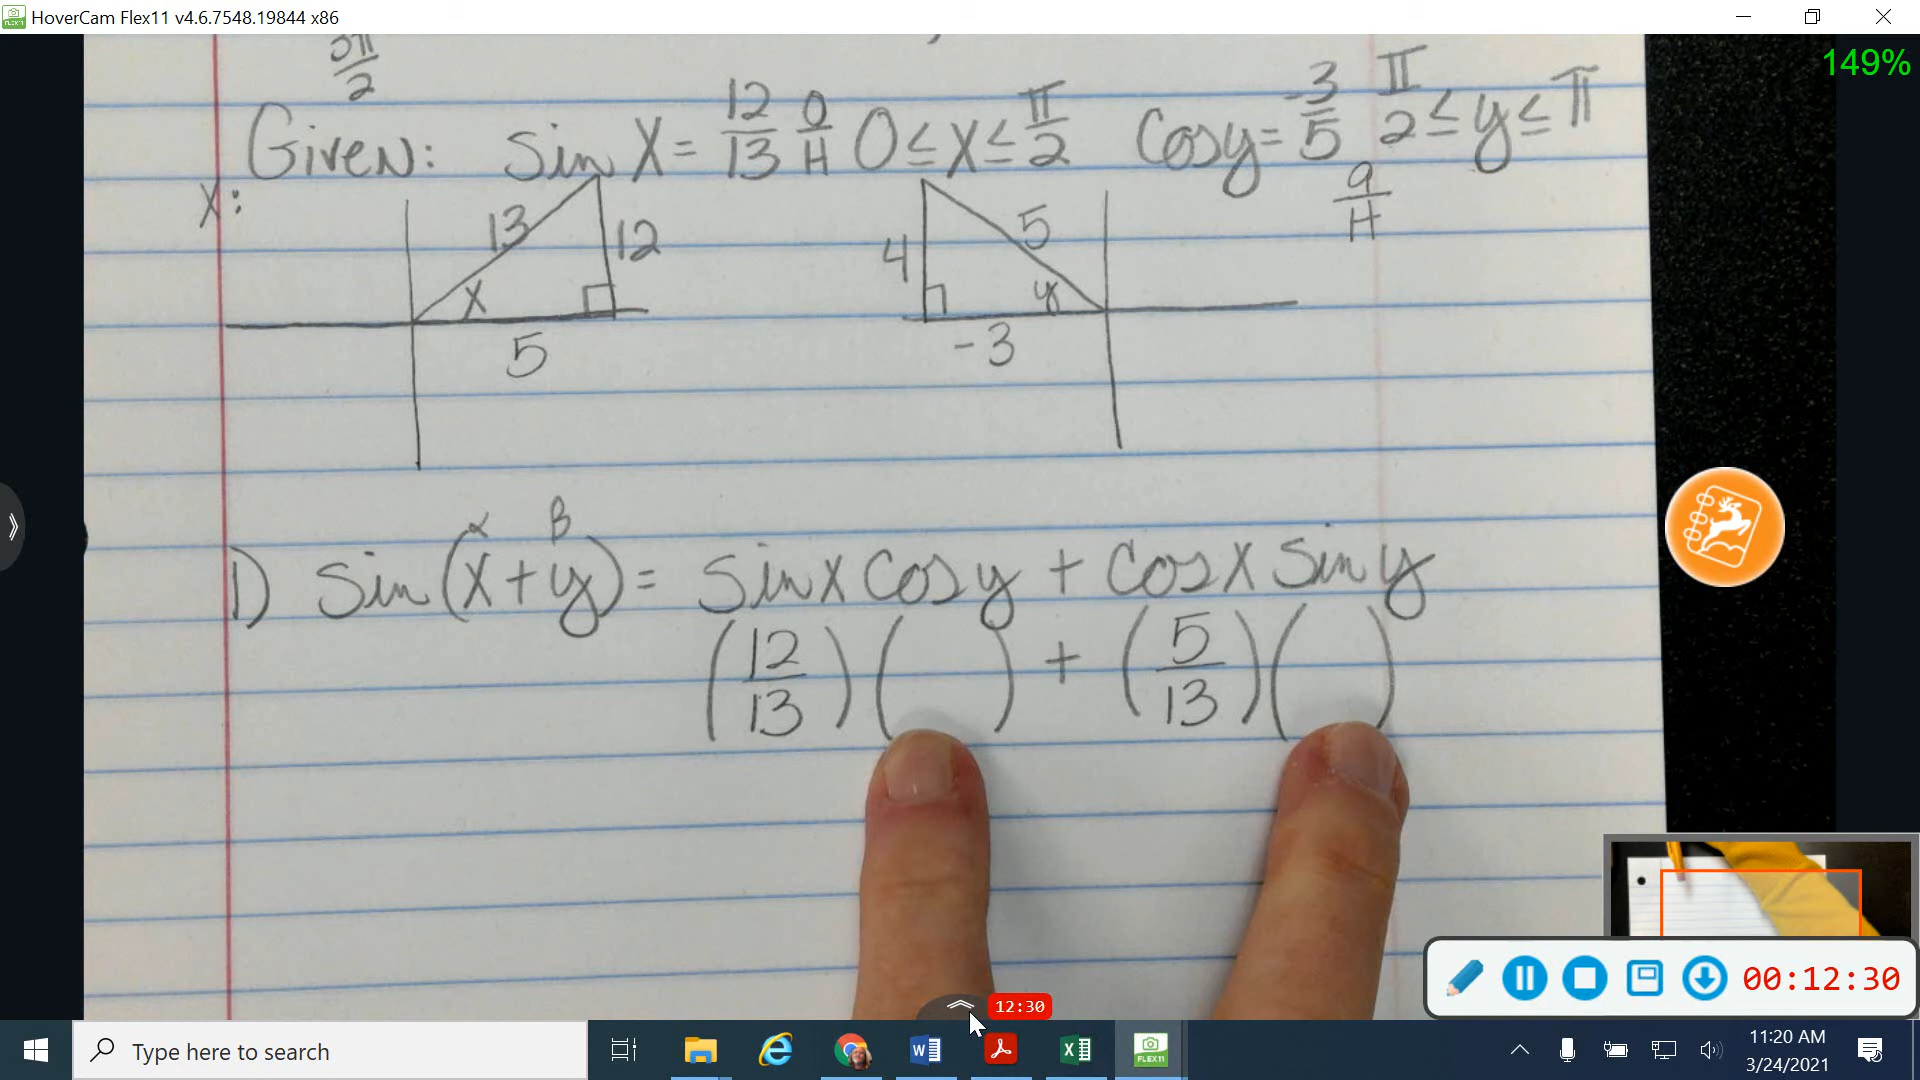 HoverCam Flex11 v4.6.7548.19844 x86
149%
π/2
Given: sin x = 12/13 O/H 0 ≤ x ≤ π/2 cos y = -3/5 π/2 ≤ y ≤ π
a/H
x:
13 12
x
5
4 5
y
-3
α β
1) sin(x+y) = sin x cos y + cos x sin y
(12/13)( ) + (5/13)( )
00:12:30
12:30
Type here to search
FLEX11
11:20 AM
3/24/2021